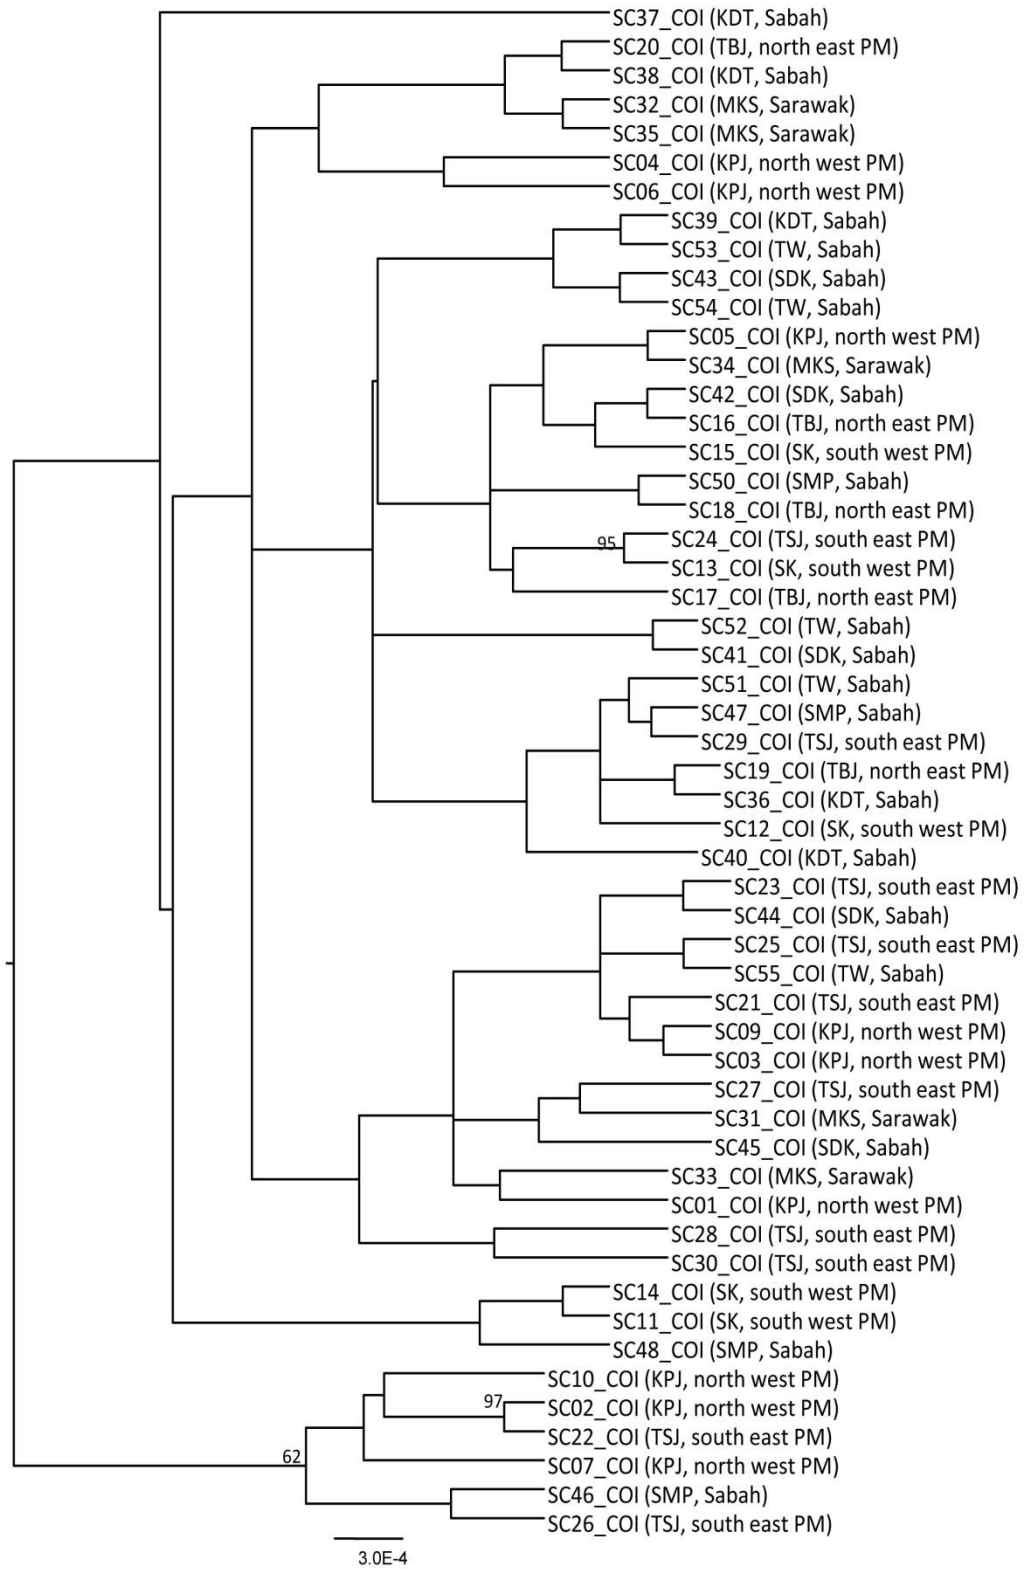 SC37_COI (KDT, Sabah)
SC20_COI (TBJ, north east PM)
SC38_COI (KDT, Sabah)
SC32_COI (MKS, Sarawak)
SC35_COI (MKS, Sarawak)
SC04_COI (KPJ, north west PM)
SC06_COI (KPJ, north west PM)
SC39_COI (KDT, Sabah)
SC53_COI (TW, Sabah)
SC43_COI (SDK, Sabah)
SC54_COI (TW, Sabah)
SC05_COI (KPJ, north west PM)
SC34_COI (MKS, Sarawak)
SC42_COI (SDK, Sabah)
SC16_COI (TBJ, north east PM)
SC15_COI (SK, south west PM)
SC50_COI (SMP, Sabah)
SC18_COI (TBJ, north east PM)
95
SC24_COI (TSJ, south east PM)
SC13_COI (SK, south west PM)
SC17_COI (TBJ, north east PM)
SC52_COI (TW, Sabah)
SC41_COI (SDK, Sabah)
SC51_COI (TW, Sabah)
SC47_COI (SMP, Sabah)
SC29_COI (TSJ, south east PM)
SC19_COI (TBJ, north east PM)
SC36_COI (KDT, Sabah)
SC12_COI (SK, south west PM)
SC40_COI (KDT, Sabah)
SC23_COI (TSJ, south east PM)
SC44_COI (SDK, Sabah)
SC25_COI (TSJ, south east PM)
SC55_COI (TW, Sabah)
SC21_COI (TSJ, south east PM)
SC09_COI (KPJ, north west PM)
SC03_COI (KPJ, north west PM)
SC27_COI (TSJ, south east PM)
SC31_COI (MKS, Sarawak)
SC45_COI (SDK, Sabah)
SC33_COI (MKS, Sarawak)
SC01_COI (KPJ, north west PM)
SC28_COI (TSJ, south east PM)
SC30_COI (TSJ, south east PM)
SC14_COI (SK, south west PM)
SC11_COI (SK, south west PM)
SC48_COI (SMP, Sabah)
SC10_COI (KPJ, north west PM)
97
SC02_COI (KPJ, north west PM)
SC22_COI (TSJ, south east PM)
62
SC07_COI (KPJ, north west PM)
SC46_COI (SMP, Sabah)
SC26_COI (TSJ, south east PM)
3.0E-4